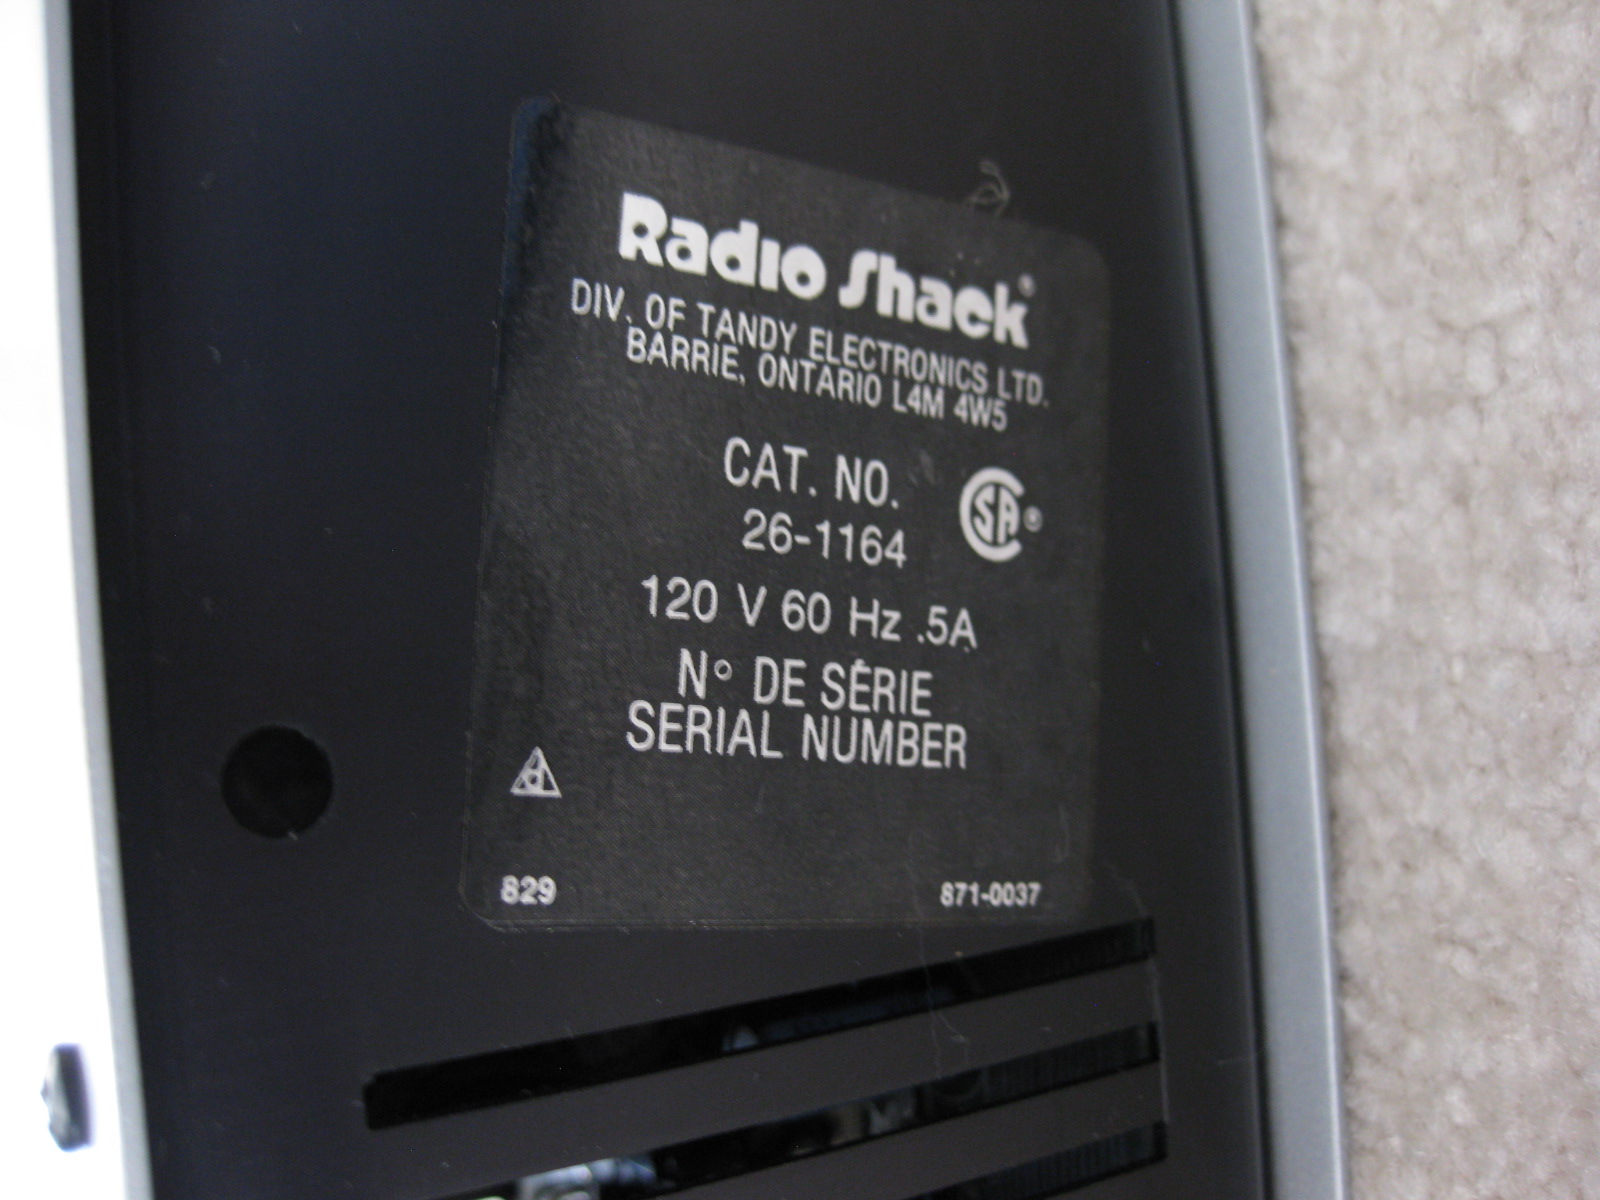 Radio Shack®
DIV. OF TANDY ELECTRONICS LTD.
BARRIE, ONTARIO L4M 4W5
CAT. NO.
26-1164
CSA®
120 V 60 Hz .5A
N° DE SÉRIE
SERIAL NUMBER
d
829
871-0037